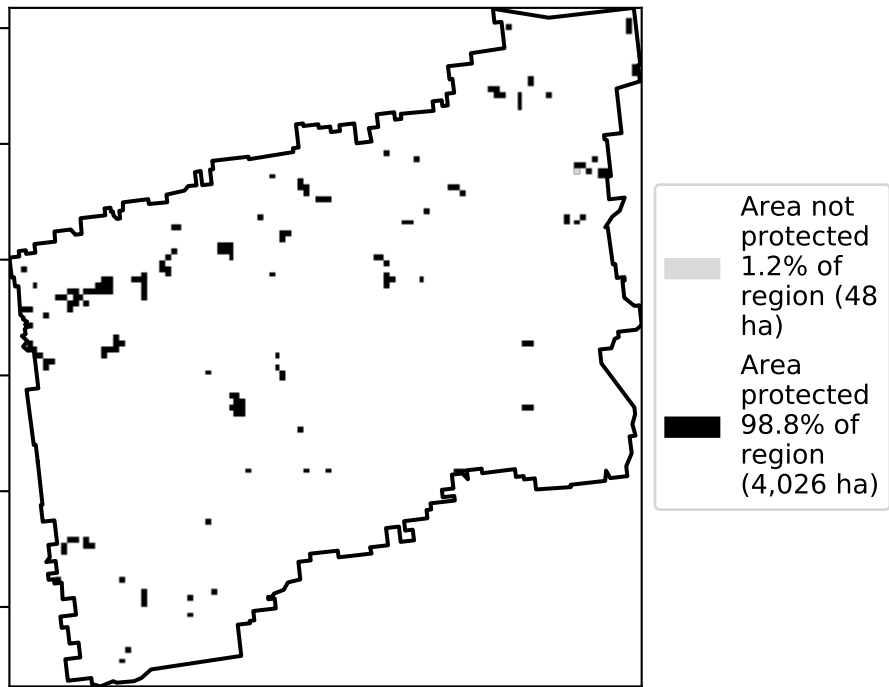 Area not
protected
1.2% of
region (48
ha)
Area
protected
98.8% of
region
(4,026 ha)